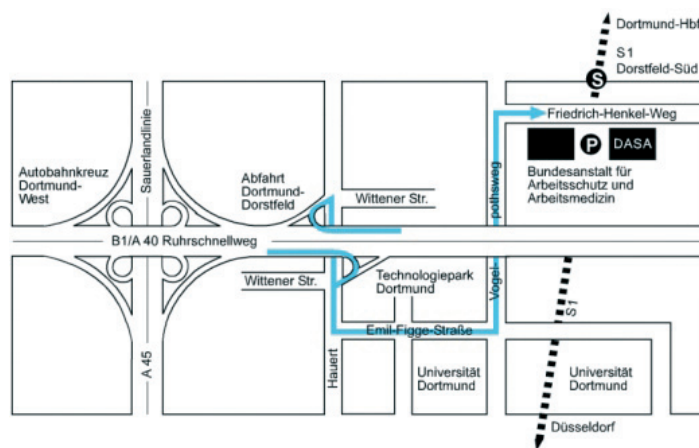 Dortmund-Hbf
S1
Dorstfeld-Süd
S
Friedrich-Henkel-Weg
P
DASA
Bundesanstalt für
Arbeitsschutz und
Arbeitsmedizin
Sauerlandlinie
Autobahnkreuz
Dortmund-
West
Abfahrt
Dortmund-
Dorstfeld
Wittener Str.
Vogel-
pothsweg
B1/A 40 Ruhrschnellweg
Wittener Str.
Technologiepark
Dortmund
S1
Emil-Figge-Straße
A 45
Hauert
Universität
Dortmund
Universität
Dortmund
Düsseldorf